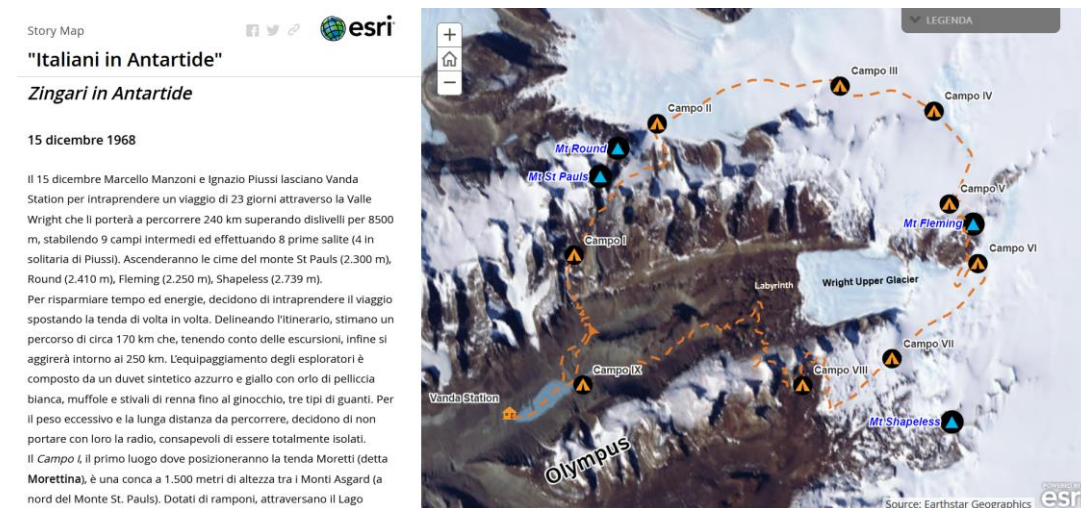 Story Map
esri
"Italiani in Antartide"
Zingari in Antartide
15 dicembre 1968
Il 15 dicembre Marcello Manzoni e Ignazio Piussi lasciano Vanda
Station per intraprendere un viaggio di 23 giorni attraverso la Valle
Wright che li porterà a percorrere 240 km superando dislivelli per 8500
m, stabilendo 9 campi intermedi ed effettuando 8 prime salite (4 in
solitaria di Piussi). Ascenderanno le cime del monte St Pauls (2.300 m),
Round (2.410 m), Fleming (2.250 m), Shapeless (2.739 m).
Per risparmiare tempo ed energie, decidono di intraprendere il viaggio
spostando la tenda di volta in volta. Delineando l'itinerario, stimano un
percorso di circa 170 km che, tenendo conto delle escursioni, infine si
aggirerà intorno ai 250 km. L'equipaggiamento degli esploratori è
composto da un duvet sintetico azzurro e giallo con orlo di pelliccia
bianca, muffole e stivali di renna fino al ginocchio, tre tipi di guanti. Per
il peso eccessivo e la lunga distanza da percorrere, decidono di non
portare con loro la radio, consapevoli di essere totalmente isolati.
Il Campo I, il primo luogo dove posizioneranno la tenda Moretti (detta
Morettina), è una conca a 1.500 metri di altezza tra i Monti Asgard (a
nord del Monte St. Pauls). Dotati di ramponi, attraversano il Lago
LEGENDA
Campo III
Campo IV
Campo II
Mt Round
Mt St Pauls
Campo V
Mt Fleming
Campo I
Campo VI
Labyrinth
Wright Upper Glacier
Campo VII
Campo IX
Campo VIII
Vanda Station
Mt Shapeless
Olympus
POWERED BY
esri
Source: Earthstar Geographics